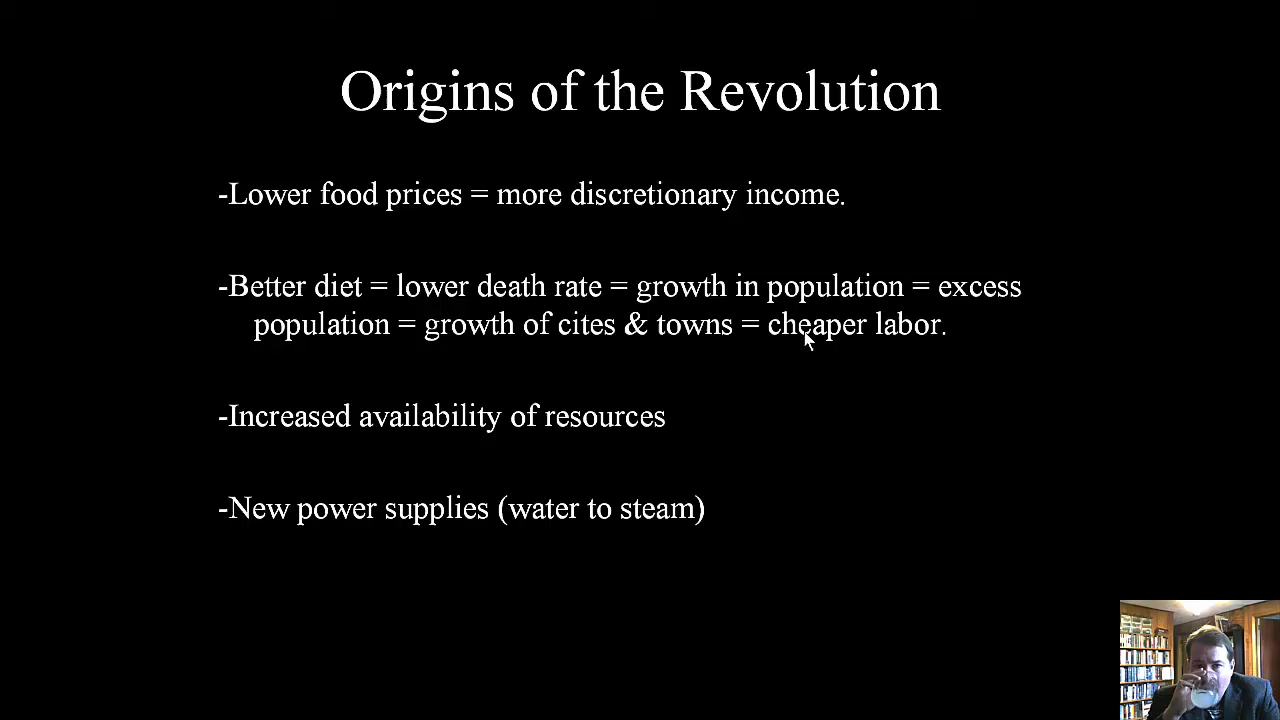 Origins of the Revolution
-Lower food prices = more discretionary income.
-Better diet = lower death rate = growth in population = excess
population = growth of cites & towns = cheaper labor.
-Increased availability of resources
-New power supplies (water to steam)